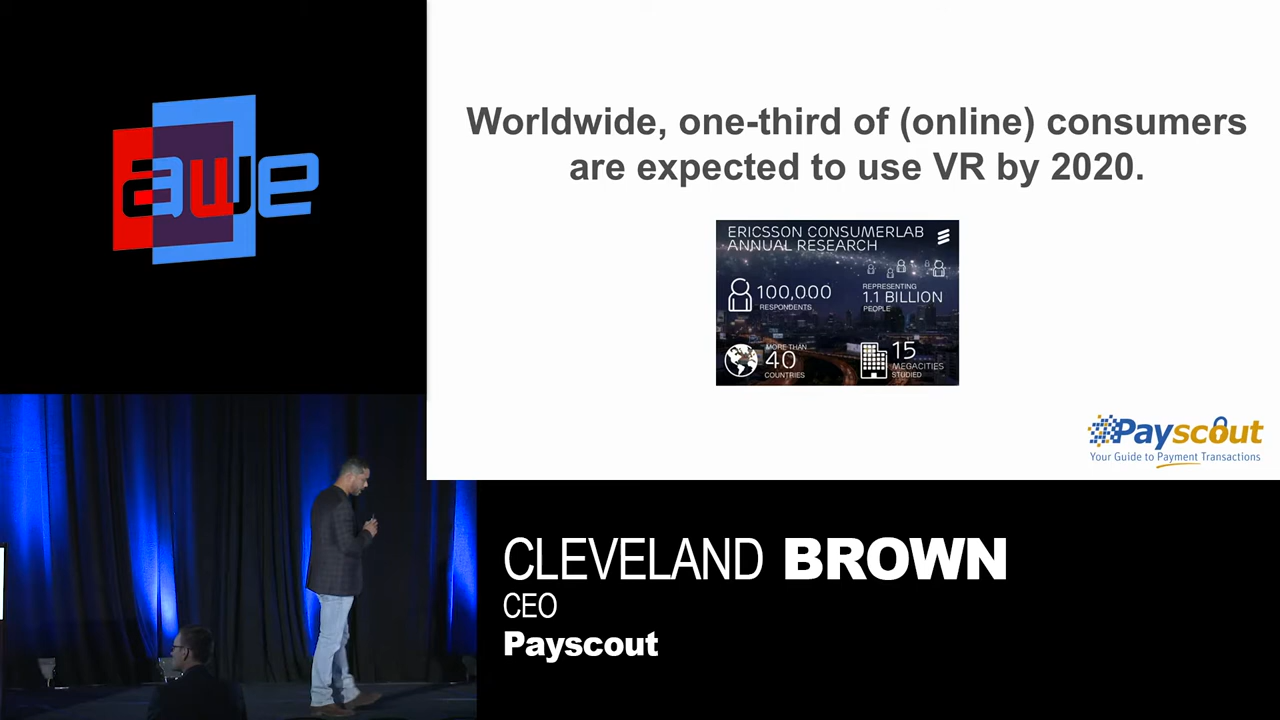 awe
Worldwide, one-third of (online) consumers
are expected to use VR by 2020.
ERICSSON CONSUMERLAB
ANNUAL RESEARCH
100,000
RESPONDENTS
REPRESENTING
1.1 BILLION
PEOPLE
MORE THAN
40
COUNTRIES
15
MEGACITIES
STUDIED
Payscout
Your Guide to Payment Transactions
CLEVELAND BROWN
CEO
Payscout